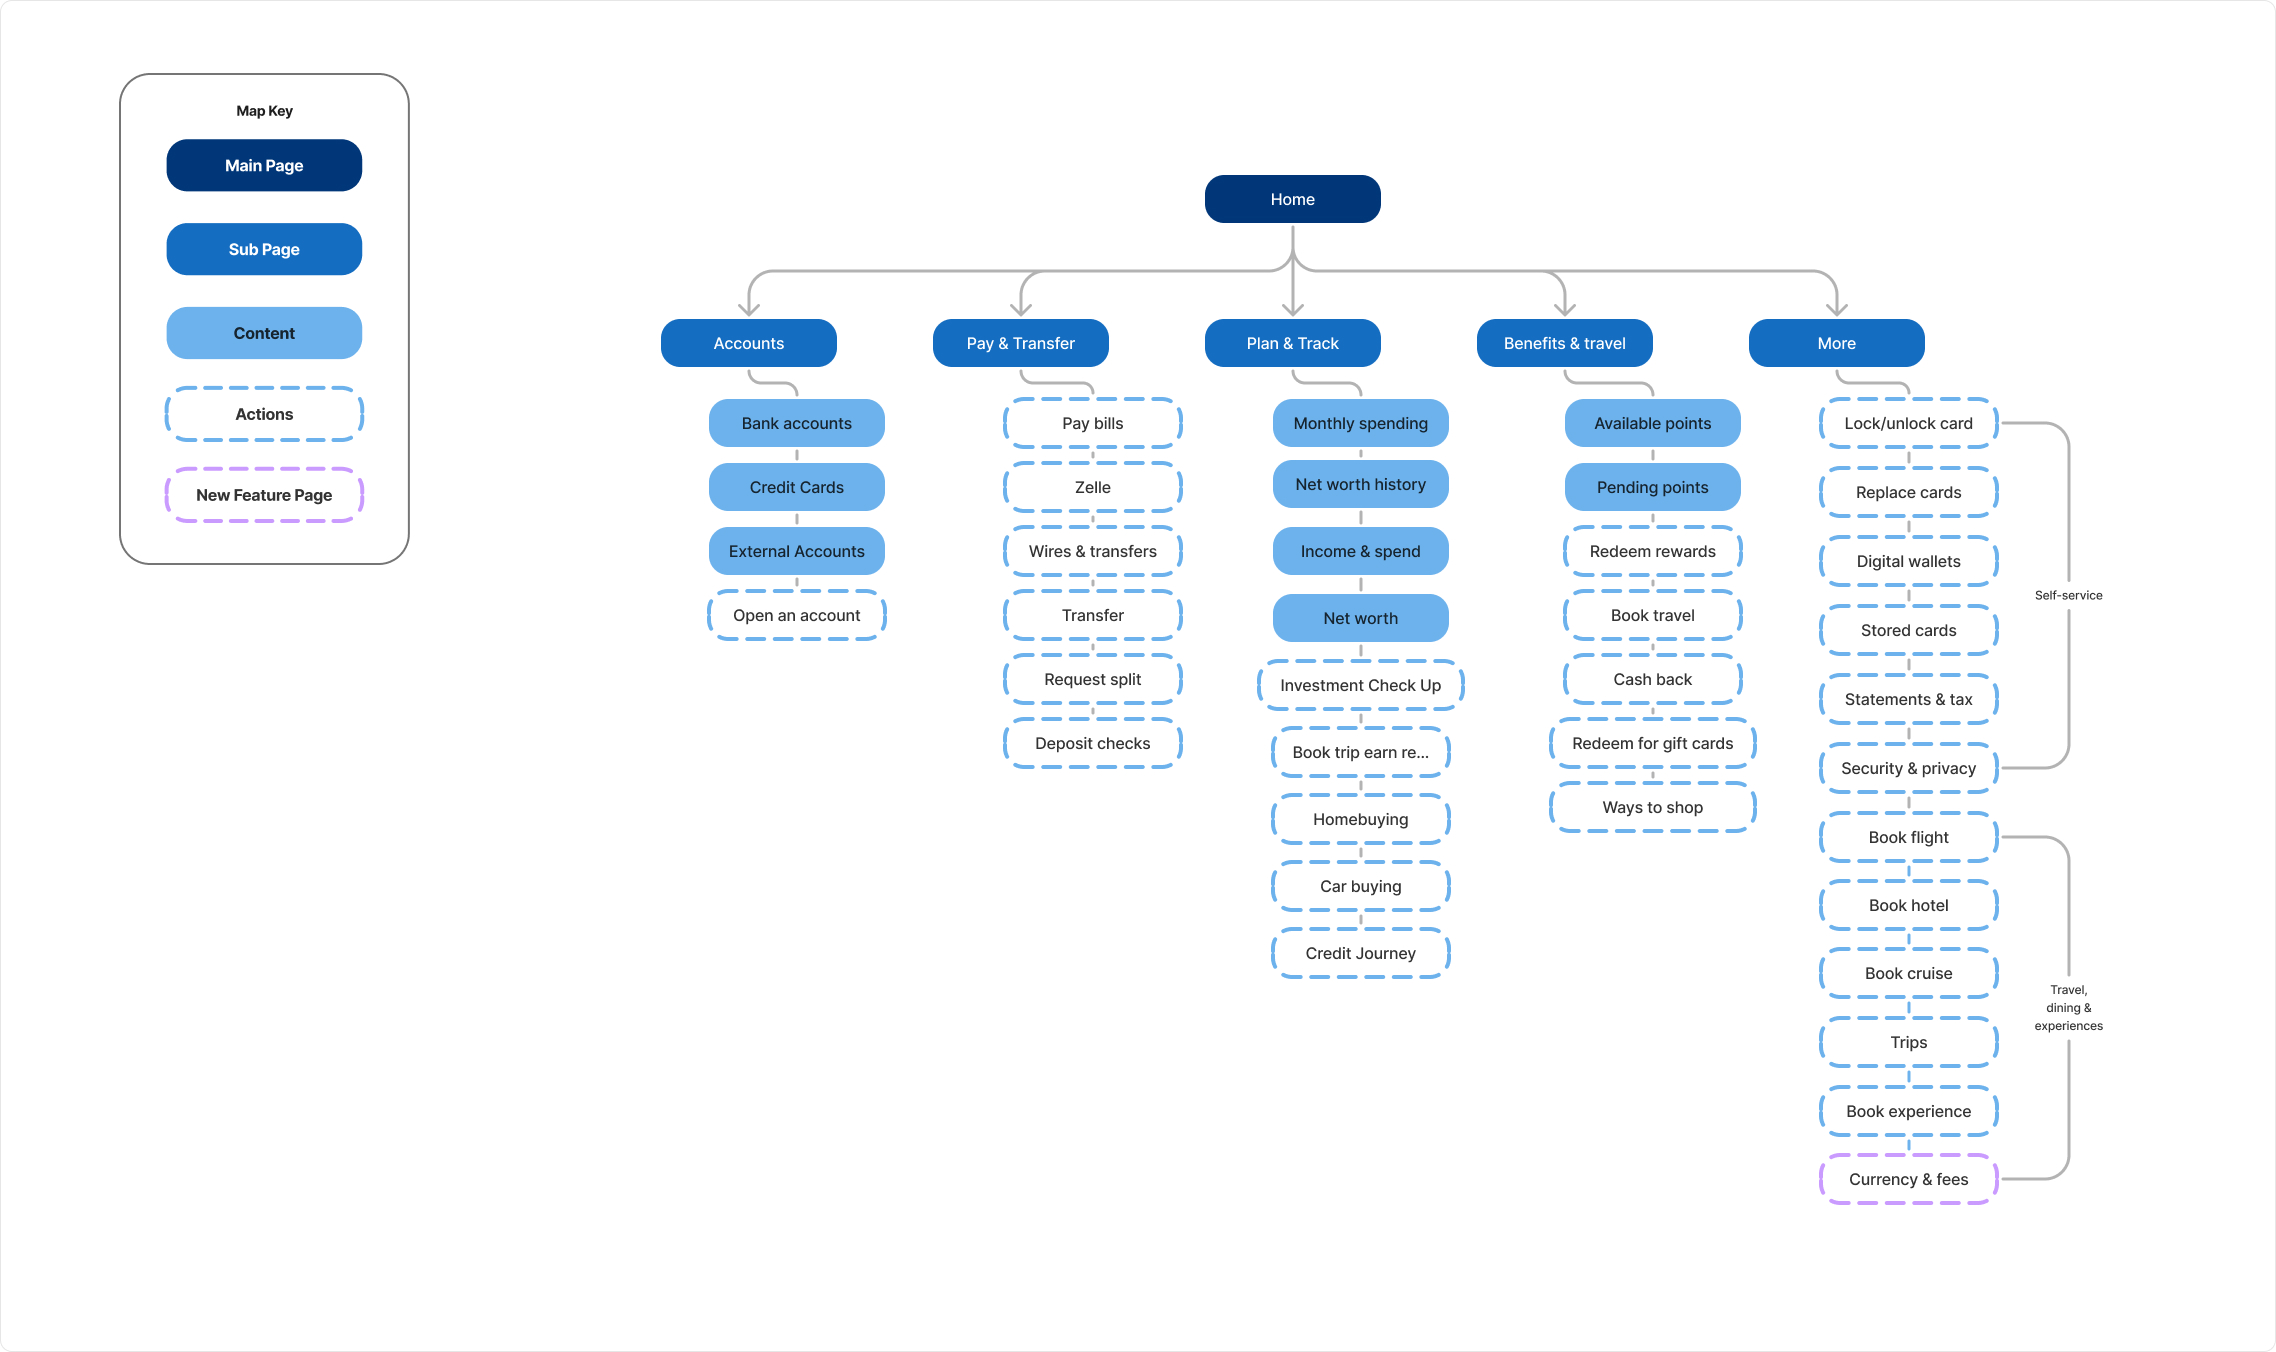 Map Key
Main Page
Sub Page
Content
Actions
New Feature Page
Home
Accounts
Bank accounts
Credit Cards
External Accounts
Open an account
Pay & Transfer
Pay bills
Zelle
Wires & transfers
Transfer
Request split
Deposit checks
Plan & Track
Monthly spending
Net worth history
Income & spend
Net worth
Investment Check Up
Book trip earn re...
Homebuying
Car buying
Credit Journey
Benefits & travel
Available points
Pending points
Redeem rewards
Book travel
Cash back
Redeem for gift cards
Ways to shop
More
Lock/unlock card
Replace cards
Digital wallets
Stored cards
Statements & tax
Security & privacy
Self-service
Book flight
Book hotel
Book cruise
Trips
Book experience
Currency & fees
Travel,
dining &
experiences